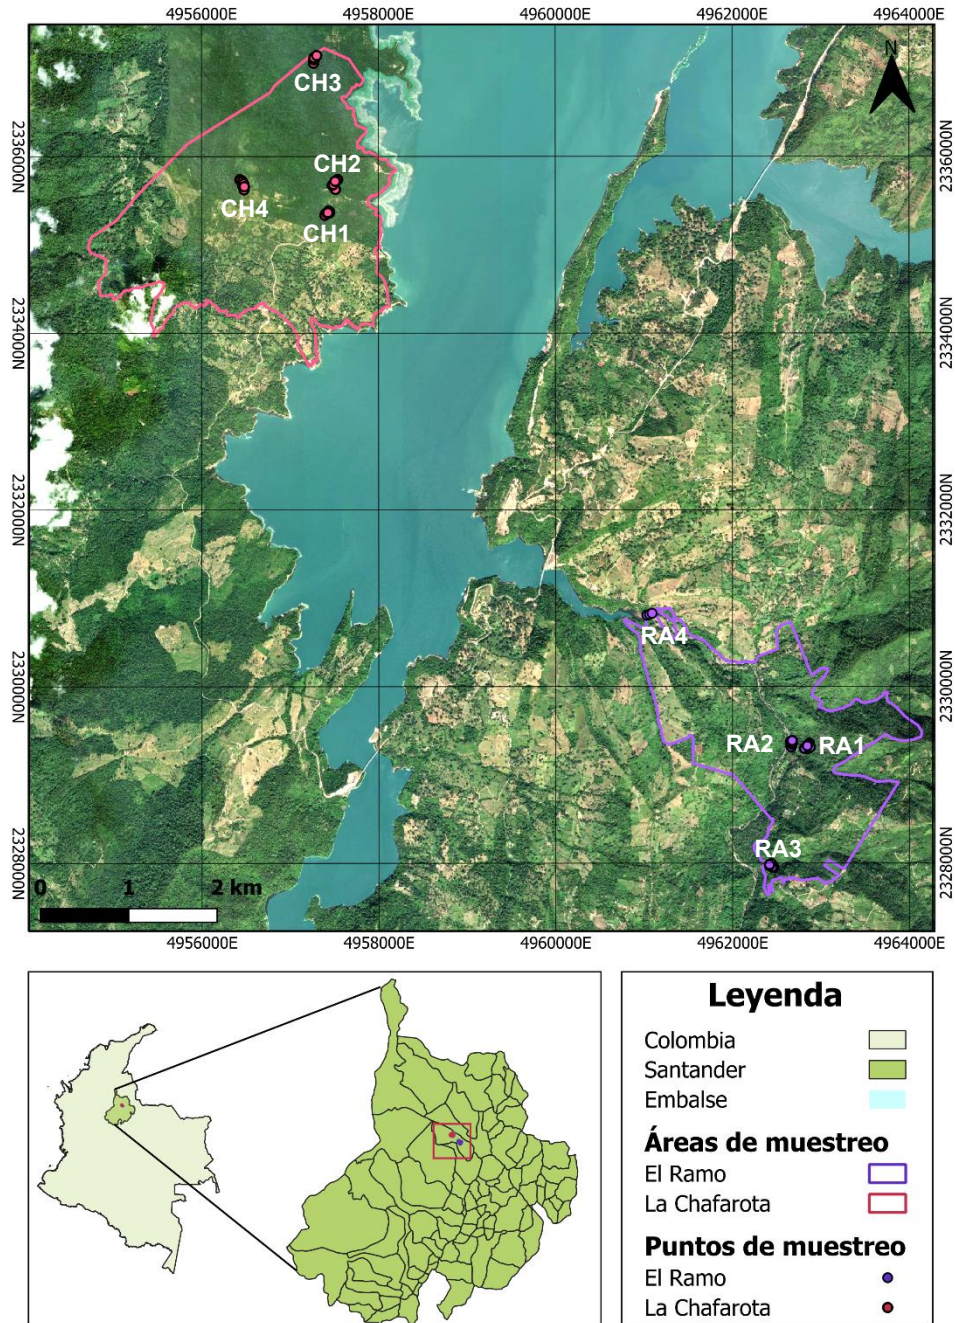 4956000E 4958000E 4960000E 4962000E 4964000E
N
CH3
2336000N 2336000N
CH2
CH4
CH1
2334000N 2334000N
2332000N 2332000N
RA4
2330000N 2330000N
RA2 RA1
RA3
2328000N 2328000N
0 1 2 km
4956000E 4958000E 4960000E 4962000E 4964000E
Leyenda
Colombia
Santander
Embalse
Áreas de muestreo
El Ramo
La Chafarota
Puntos de muestreo
El Ramo
La Chafarota